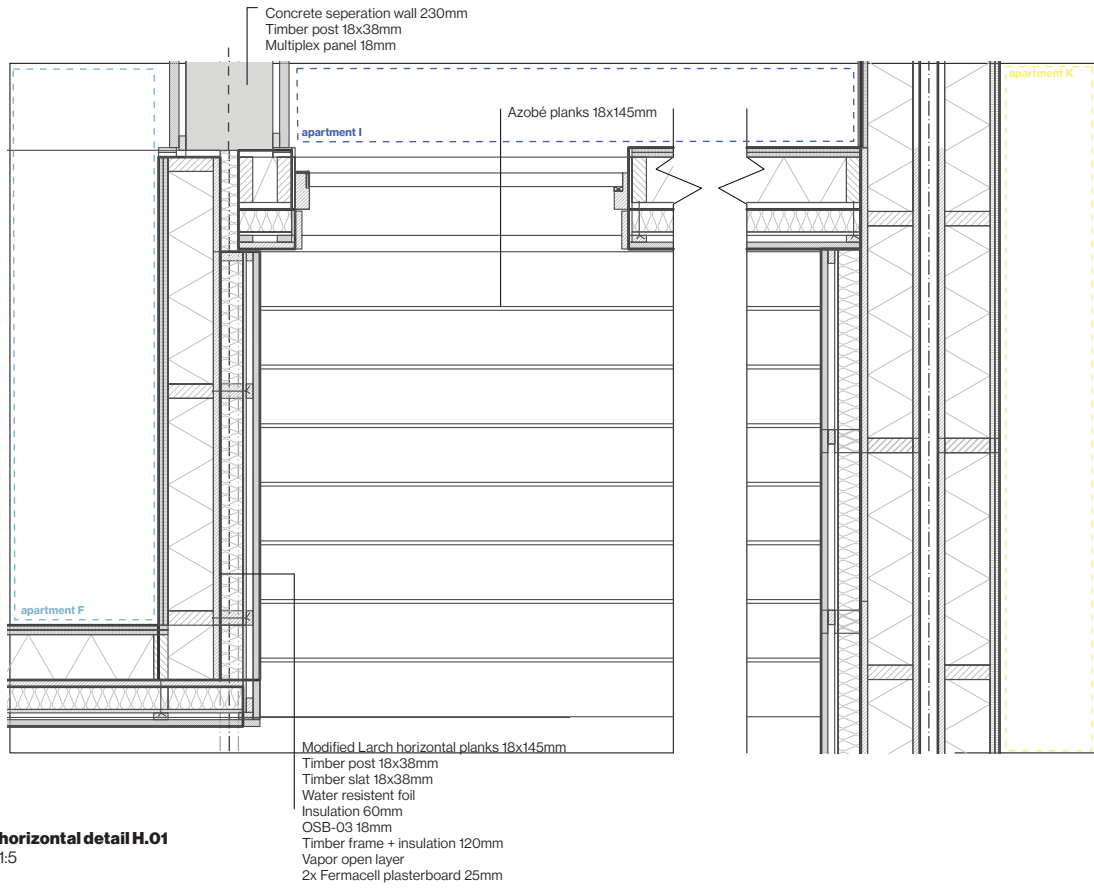 Concrete seperation wall 230mm
Timber post 18x38mm
Multiplex panel 18mm
apartment K
Azobé planks 18x145mm
apartment I
apartment F
Modified Larch horizontal planks 18x145mm
Timber post 18x38mm
Timber slat 18x38mm
Water resistent foil
Insulation 60mm
OSB-03 18mm
Timber frame + insulation 120mm
Vapor open layer
2x Fermacell plasterboard 25mm
horizontal detail H.01
1:5